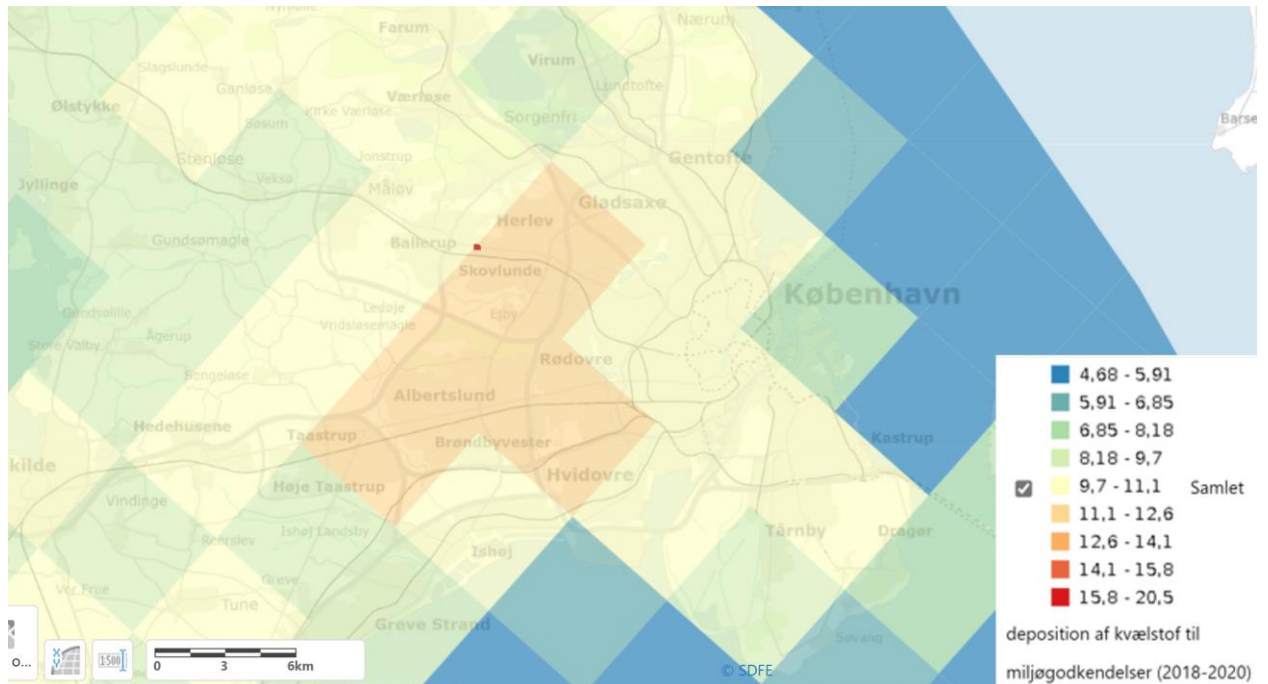 Farum
Nærum
Virum
Slagslunde
Ganløse
Værløse
Lundtofte
Ølstykke
Kirke Værløse
Søsum
Sorgenfri
Barse
Stenløse
Jonstrup
Gentofte
Veksø
Jyllinge
Måløv
Gladsaxe
Herlev
Gundsømagle
Ballerup
Skovlunde
København
Ledøje
Vridsløsemagle
Ejby
Gundsølille
Ågerup
Store Valby
Rødovre
Sengeløse
Albertslund
Hedehusene
Taastrup
Brøndbyvester
Kastrup
kilde
Hvidovre
Høje Taastrup
Vindinge
Ishøj Landsby
Tårnby
Dragør
Reerslev
Ishøj
Greve
Vor Frue
Tune
Greve Strand
Søvang
o...
1:500
0 3 6km
© SDFE
4,68 - 5,91
5,91 - 6,85
6,85 - 8,18
8,18 - 9,7
9,7 - 11,1 Samlet
11,1 - 12,6
12,6 - 14,1
14,1 - 15,8
15,8 - 20,5
deposition af kvælstof til
miljøgodkendelser (2018-2020)